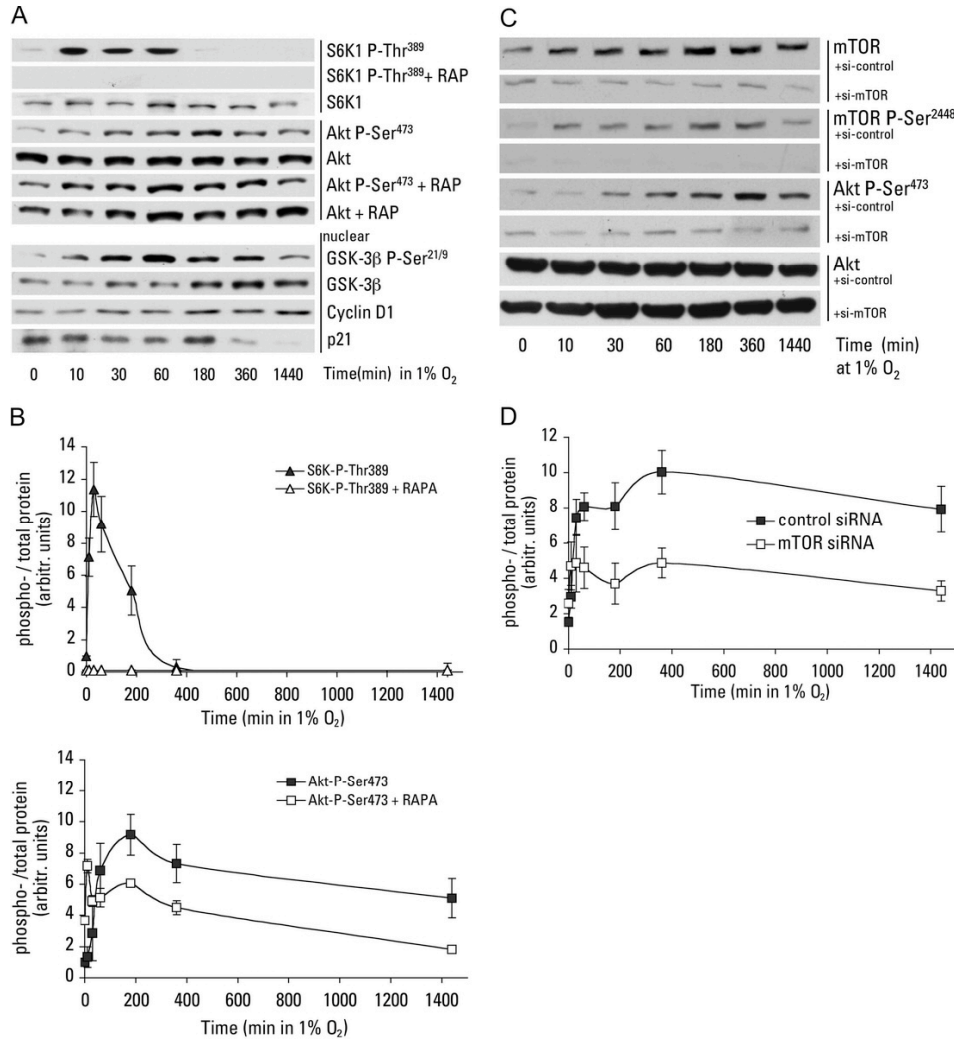 A
S6K1 P-Thr389
S6K1 P-Thr389+ RAP
S6K1
Akt P-Ser473
Akt
Akt P-Ser473 + RAP
Akt + RAP
nuclear
GSK-3β P-Ser21/9
GSK-3β
Cyclin D1
p21
0 10 30 60 180 360 1440 Time(min) in 1% O2
C
mTOR
+si-control
+si-mTOR
mTOR P-Ser2448
+si-control
+si-mTOR
Akt P-Ser473
+si-control
+si-mTOR
Akt
+si-control
+si-mTOR
0 10 30 60 180 360 1440 Time (min)
at 1% O2
B
phospho- / total protein
(arbitr. units)
14
12
10
8
6
4
2
0
S6K-P-Thr389
S6K-P-Thr389 + RAPA
0 200 400 600 800 1000 1200 1400
Time (min in 1% O2)
phospho- /total protein
(arbitr. units)
14
12
10
8
6
4
2
0
Akt-P-Ser473
Akt-P-Ser473 + RAPA
0 200 400 600 800 1000 1200 1400
Time (min in 1% O2)
D
phospho- / total protein
(arbitr. units)
12
10
8
6
4
2
0
control siRNA
mTOR siRNA
0 200 400 600 800 1000 1200 1400
Time (min in 1% O2)